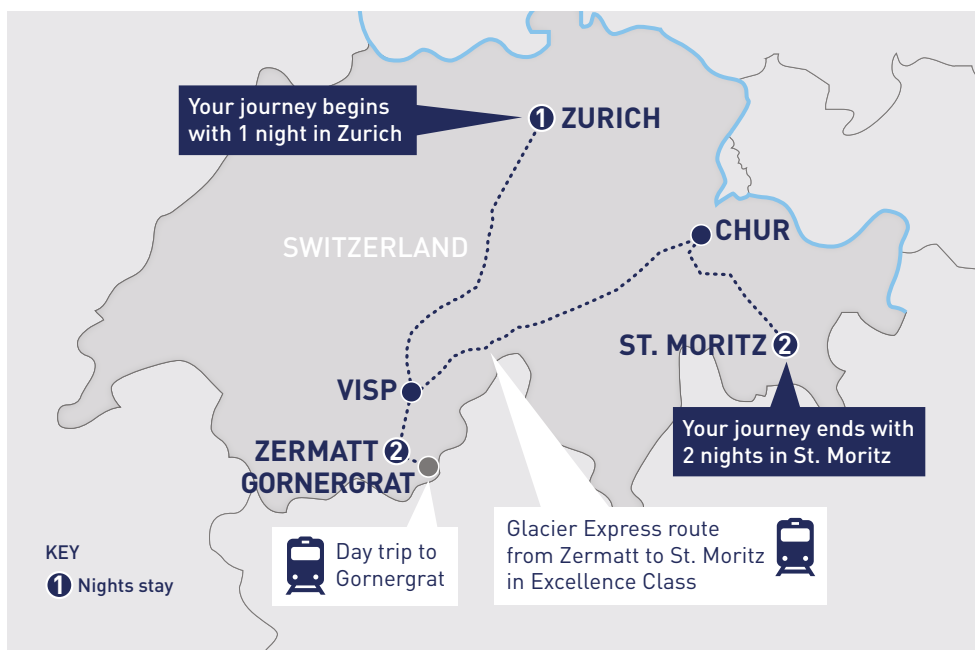 Your journey begins
with 1 night in Zurich
1 ZURICH
SWITZERLAND
CHUR
ST. MORITZ 2
VISP
Your journey ends with
2 nights in St. Moritz
ZERMATT 2
GORNERGRAT
Glacier Express route
from Zermatt to St. Moritz
in Excellence Class
Day trip to
Gornergrat
KEY
1 Nights stay